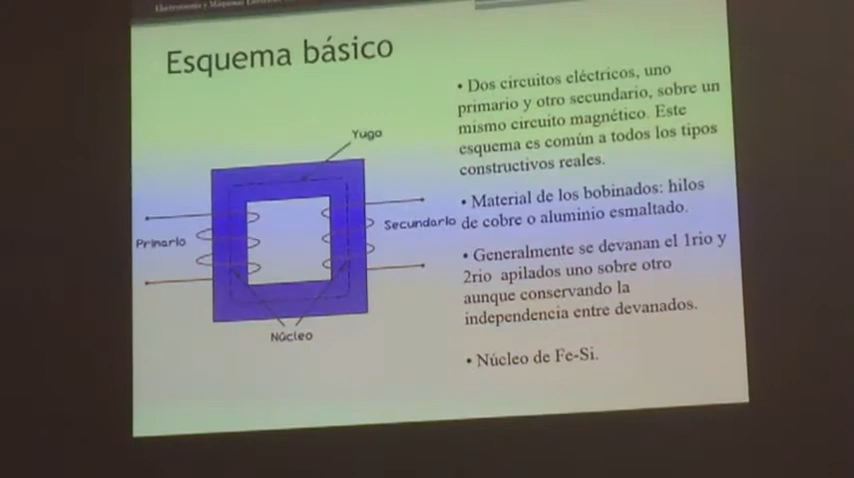 Esquema básico
Yugo
Primario
Secundario
Núcleo
• Dos circuitos eléctricos, uno
primario y otro secundario, sobre un
mismo circuito magnético. Este
esquema es común a todos los tipos
constructivos reales.
• Material de los bobinados: hilos
de cobre o aluminio esmaltado.
• Generalmente se devanan el 1rio y
2rio apilados uno sobre otro
aunque conservando la
independencia entre devanados.
• Núcleo de Fe-Si.